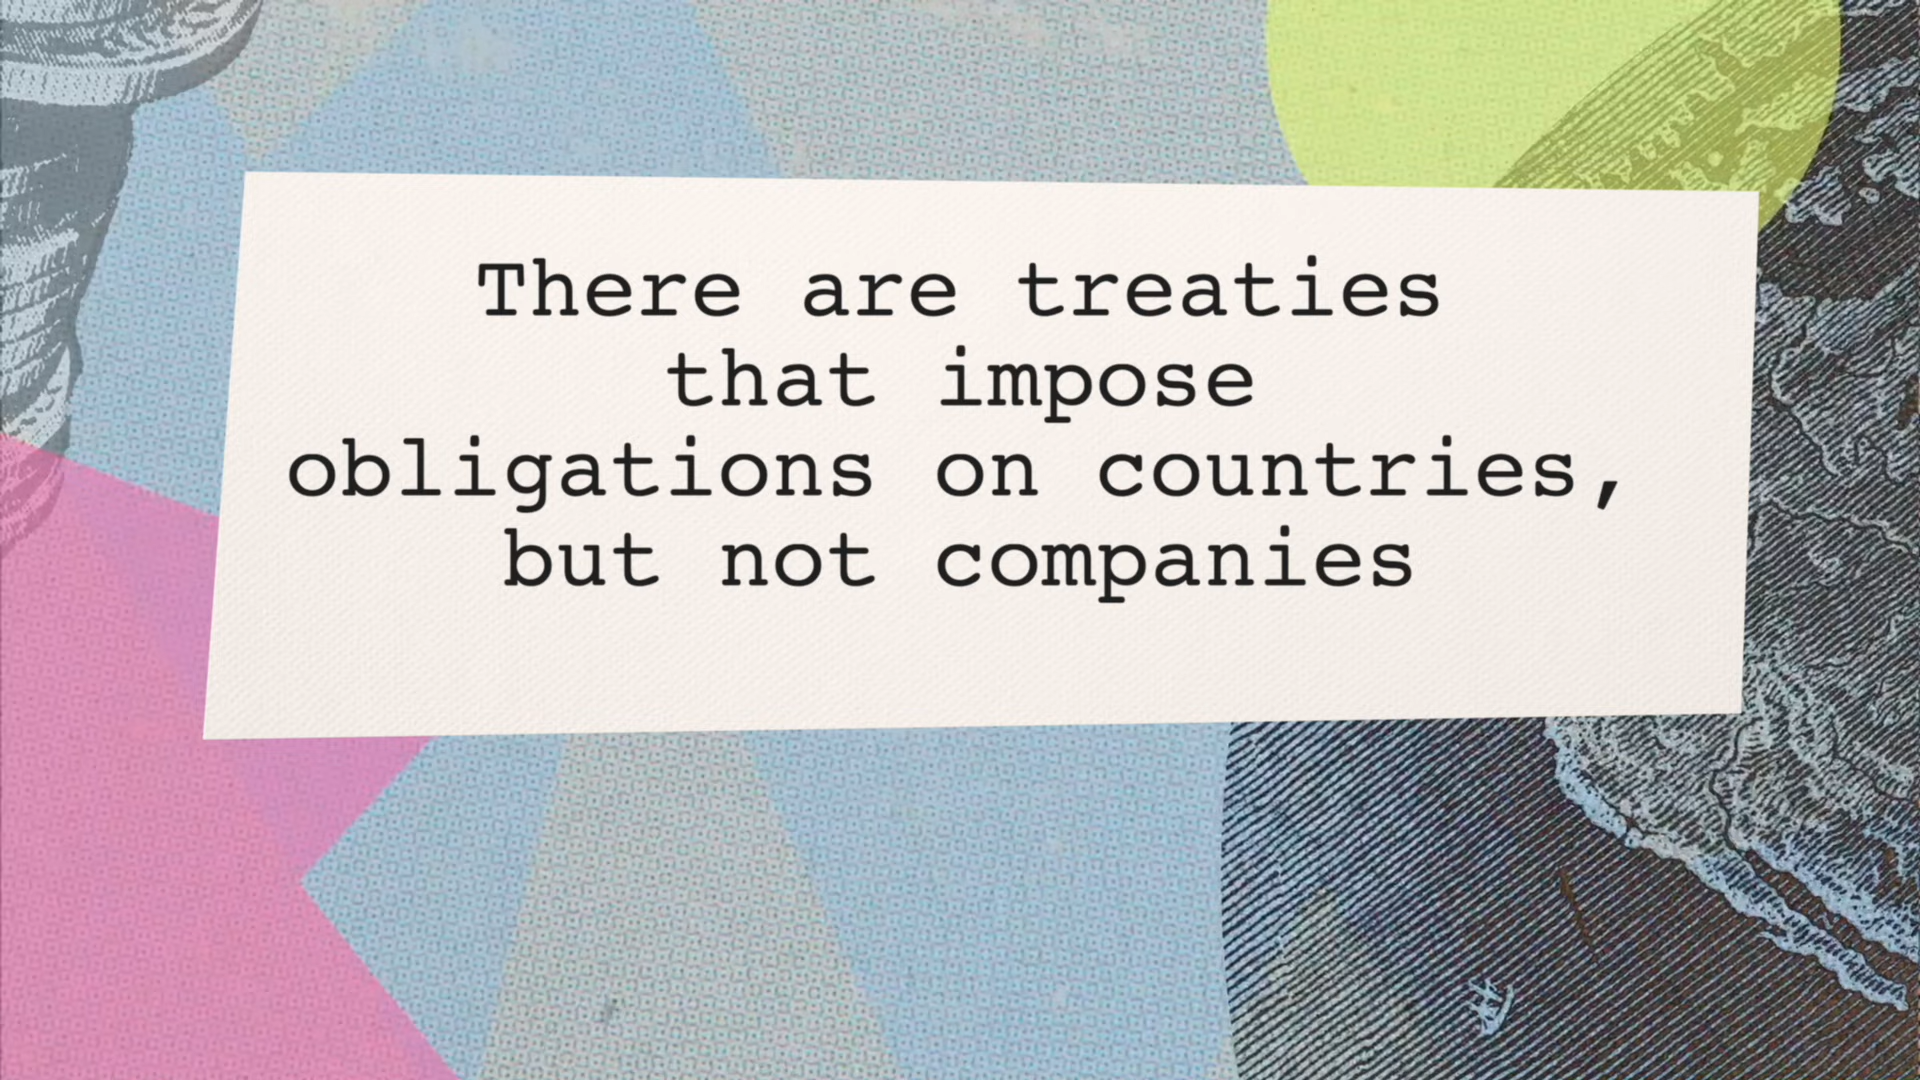 There are treaties
that impose
obligations on countries,
but not companies